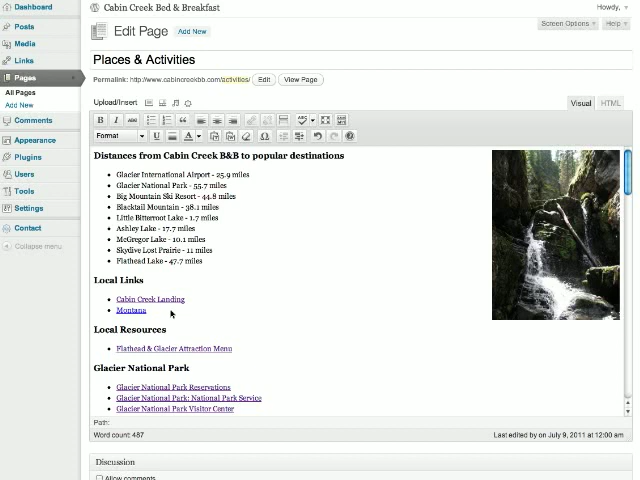 Dashboard
Cabin Creek Bed & Breakfast
Howdy,
Screen Options
Help
Posts
Media
Links
Pages
All Pages
Add New
Comments
Appearance
Plugins
Users
Tools
Settings
Contact
Collapse menu
Edit Page
Add New
Places & Activities
Permalink: http://www.cabincreekbb.com/activities/
Edit
View Page
Upload/Insert
Visual
HTML
Format
Distances from Cabin Creek B&B to popular destinations
Glacier International Airport - 25.9 miles
Glacier National Park - 55.7 miles
Big Mountain Ski Resort - 44.8 miles
Blacktail Mountain - 38.1 miles
Little Bitterroot Lake - 1.7 miles
Ashley Lake - 17.7 miles
McGregor Lake - 10.1 miles
Skydive Lost Prairie - 11 miles
Flathead Lake - 47.7 miles
Local Links
Cabin Creek Landing
Montana
Local Resources
Flathead & Glacier Attraction Menu
Glacier National Park
Glacier National Park Reservations
Glacier National Park: National Park Service
Glacier National Park Visitor Center
Path:
Word count: 487
Last edited by on July 9, 2011 at 12:00 am
Discussion
Allow comments.